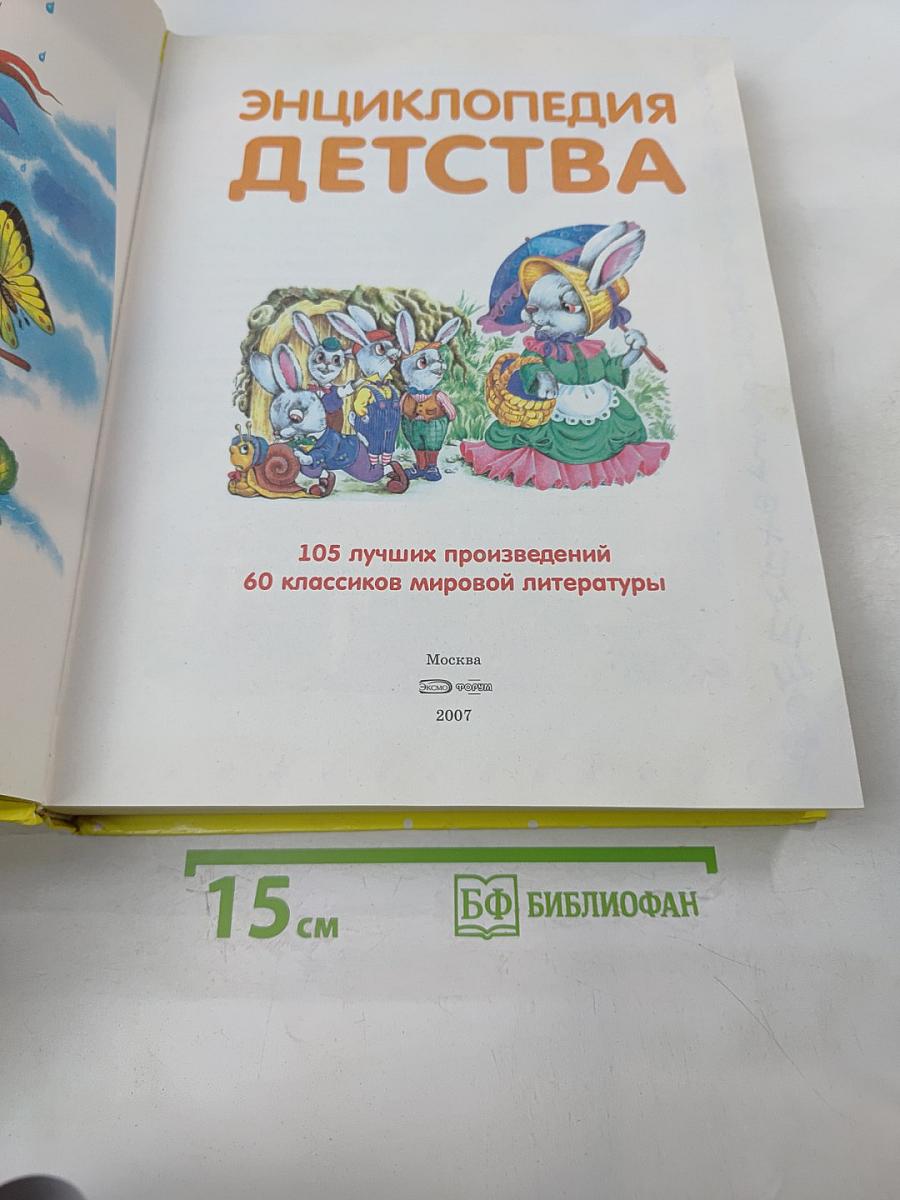 ЭНЦИКЛОПЕДИЯ
ДЕТСТВА
105 лучших произведений
60 классиков мировой литературы
Москва
ЭКСМО ФОРУМ
2007
15 см
БФ БИБЛИОФАН